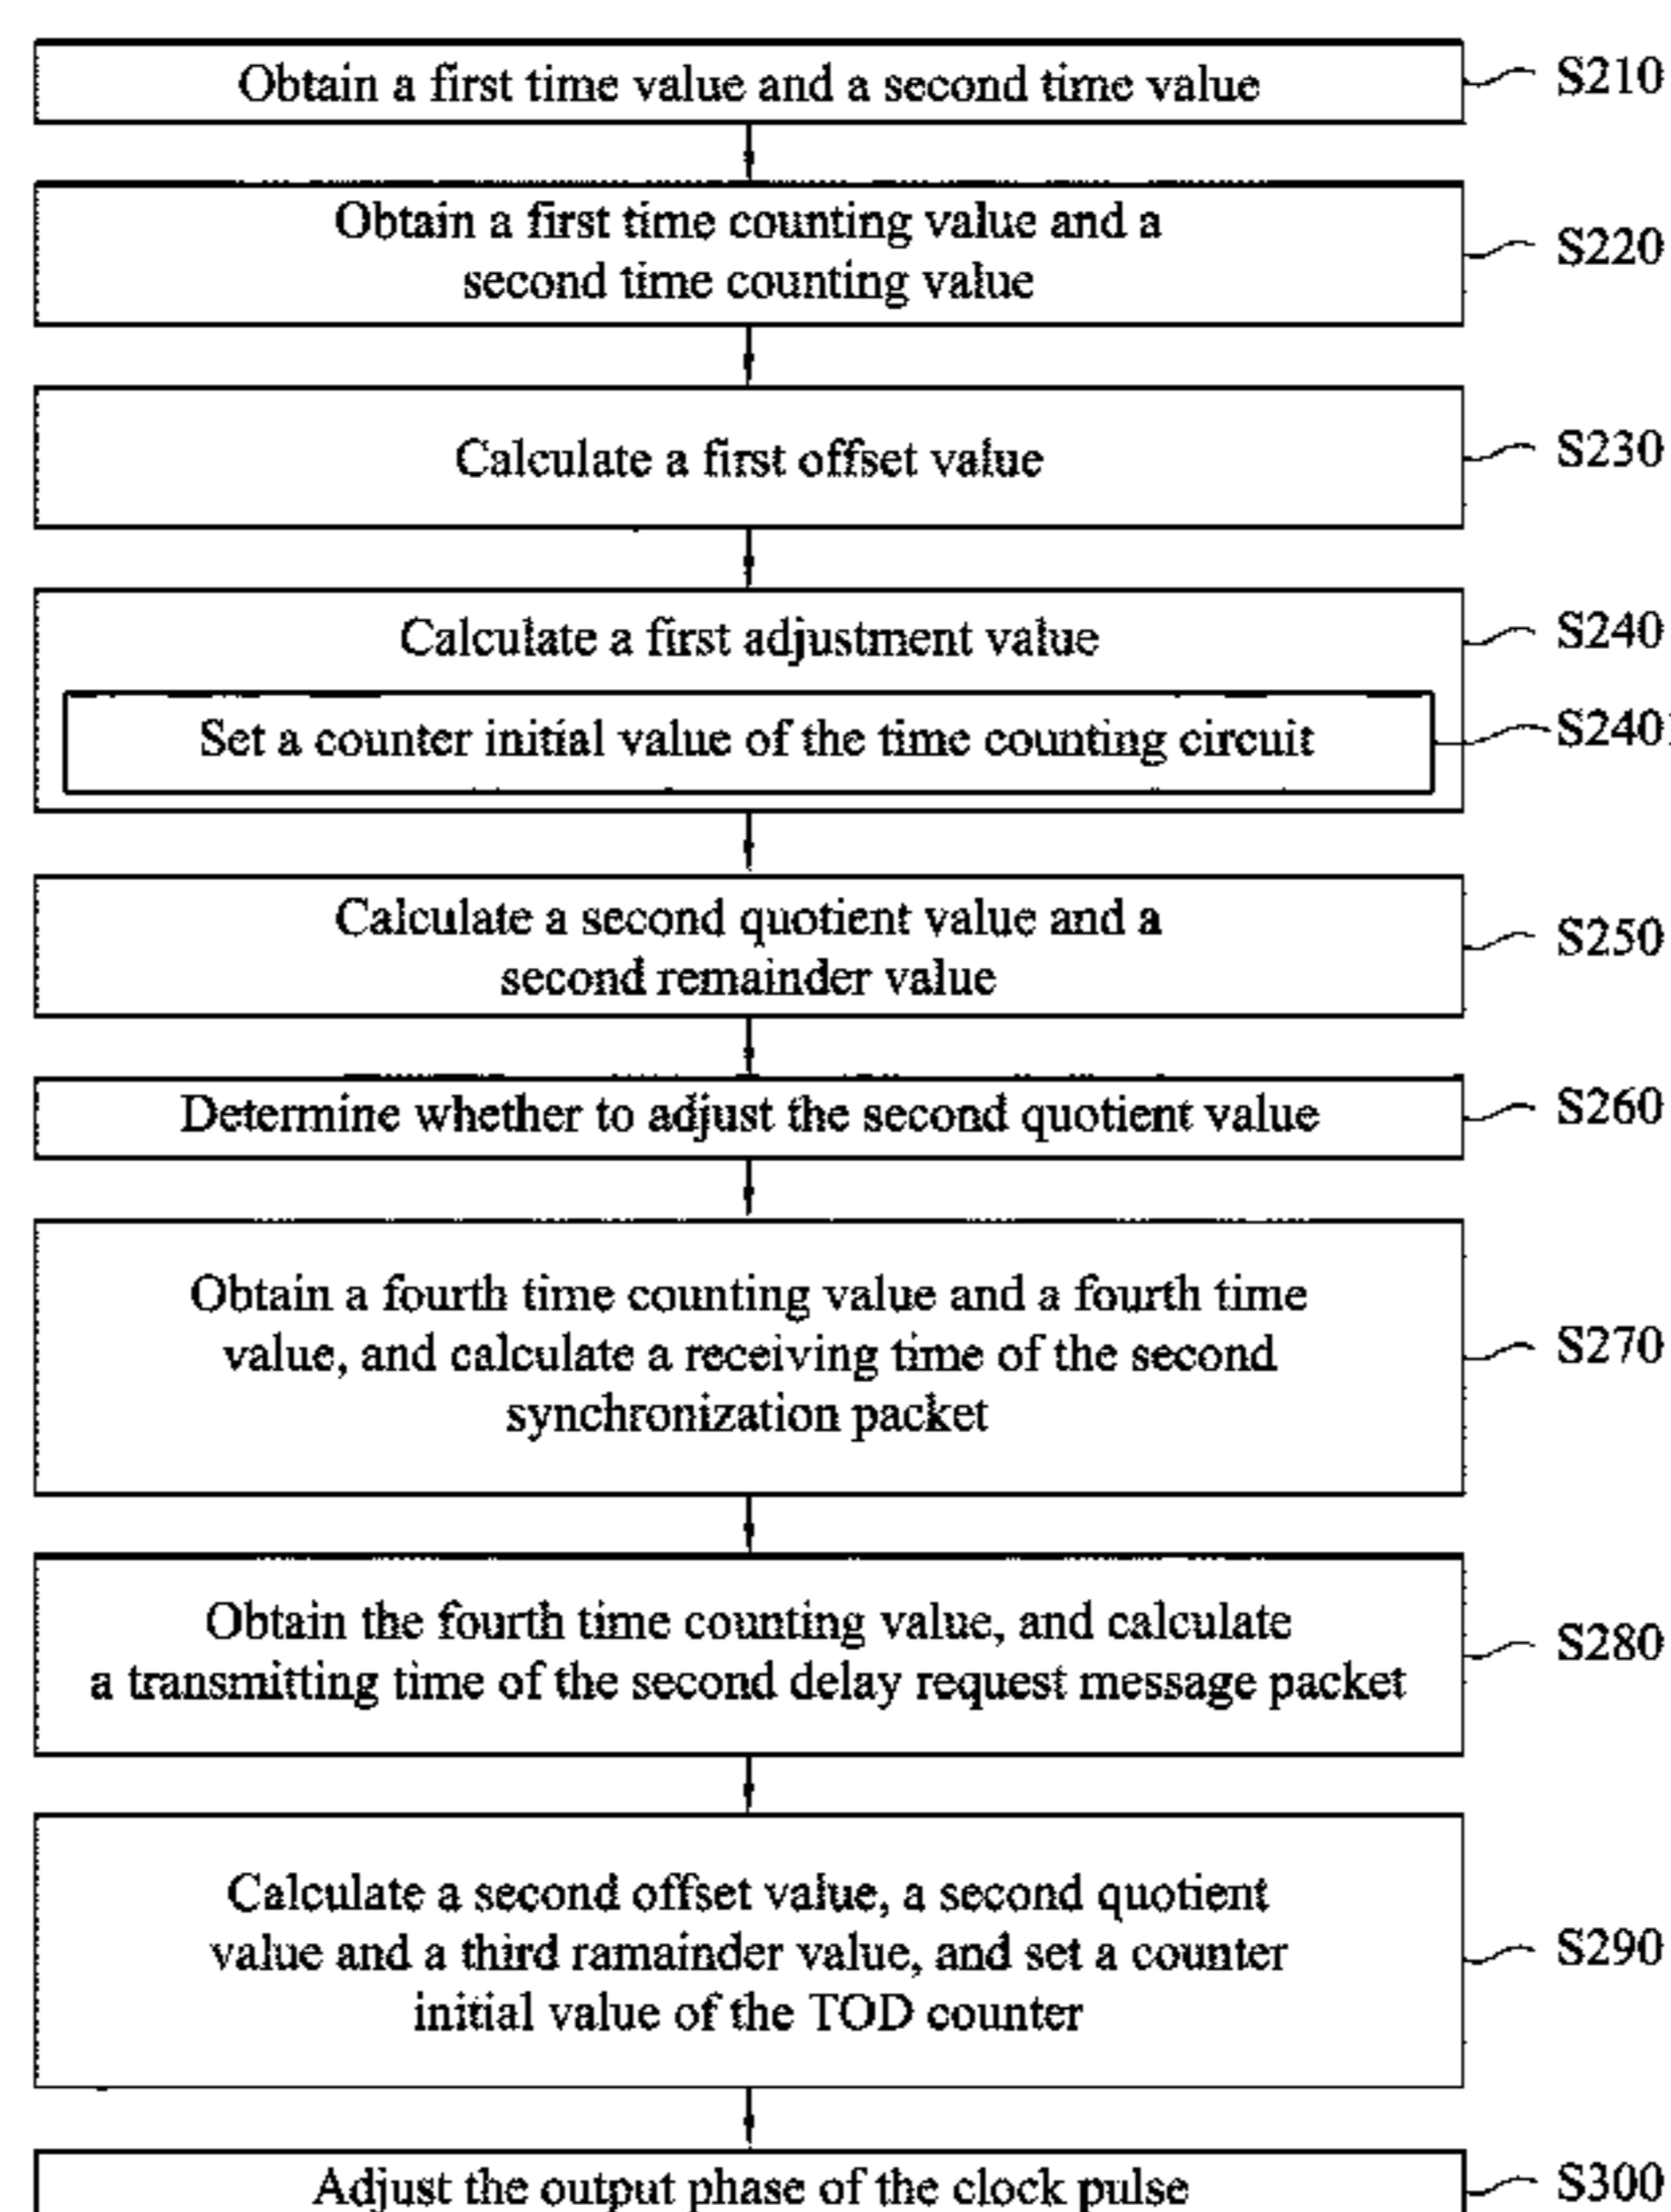 Obtain a first time value and a second time value
S210
Obtain a first time counting value and a
second time counting value
S220
Calculate a first offset value
S230
Calculate a first adjustment value
S240
Set a counter initial value of the time counting circuit
S2401
Calculate a second quotient value and a
second remainder value
S250
Determine whether to adjust the second quotient value
S260
Obtain a fourth time counting value and a fourth time
value, and calculate a receiving time of the second
synchronization packet
S270
Obtain the fourth time counting value, and calculate
a transmitting time of the second delay request message packet
S280
Calculate a second offset value, a second quotient
value and a third ramainder value, and set a counter
initial value of the TOD counter
S290
Adjust the output phase of the clock pulse
S300